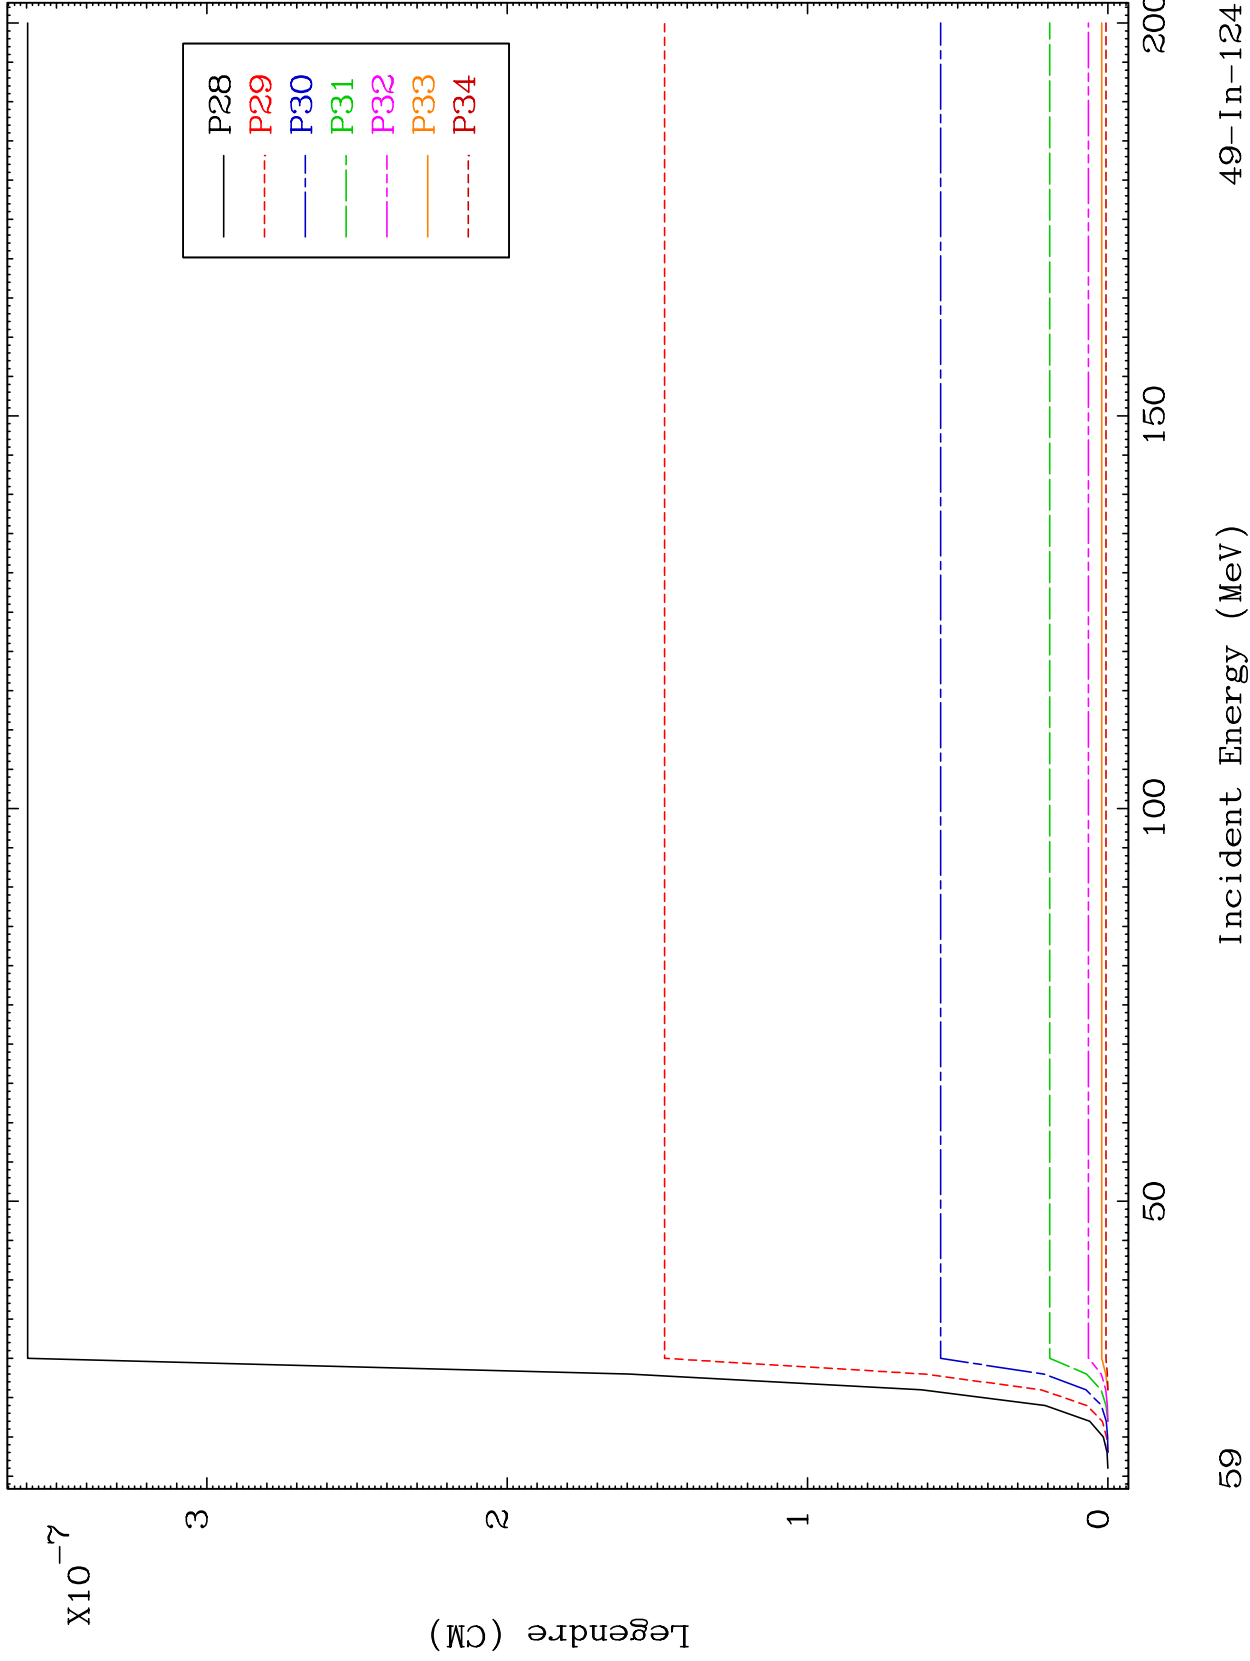 X10-7
3
2
1
0
Legendre (CM)
P28
P29
P30
P31
P32
P33
P34
50
100
150
200
Incident Energy (MeV)
59
49-In-124